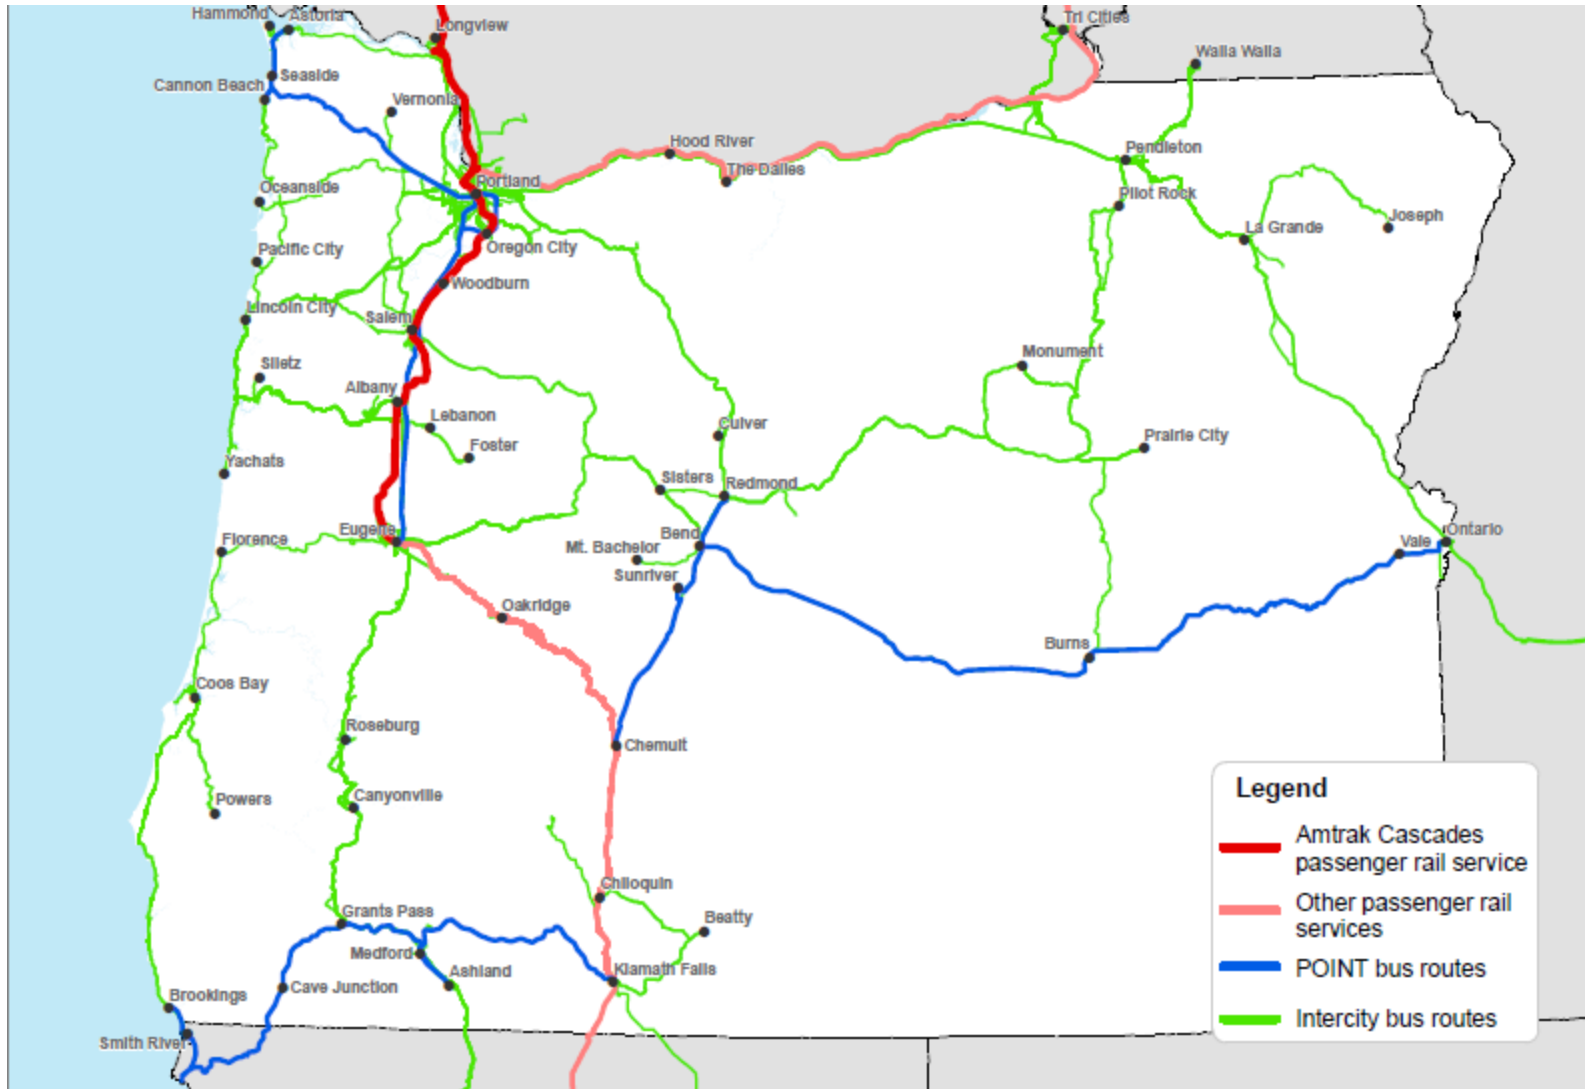 Hammond
Astoria
Longview
Tri Cities
Walla Walla
Seaside
Cannon Beach
Vernonia
Hood River
The Dalles
Pendleton
Portland
Oceanside
Pilot Rock
Joseph
La Grande
Pacific City
Oregon City
Woodburn
Lincoln City
Salem
Siletz
Monument
Albany
Lebanon
Foster
Culver
Prairie City
Yachats
Sisters
Redmond
Eugene
Florence
Bend
Mt. Bachelor
Sunriver
Vale
Ontario
Oakridge
Burns
Coos Bay
Roseburg
Chemult
Canyonville
Powers
Chiloquin
Beatty
Grants Pass
Medford
Ashland
Klamath Falls
Cave Junction
Brookings
Smith River
Legend
Amtrak Cascades
passenger rail service
Other passenger rail
services
POINT bus routes
Intercity bus routes